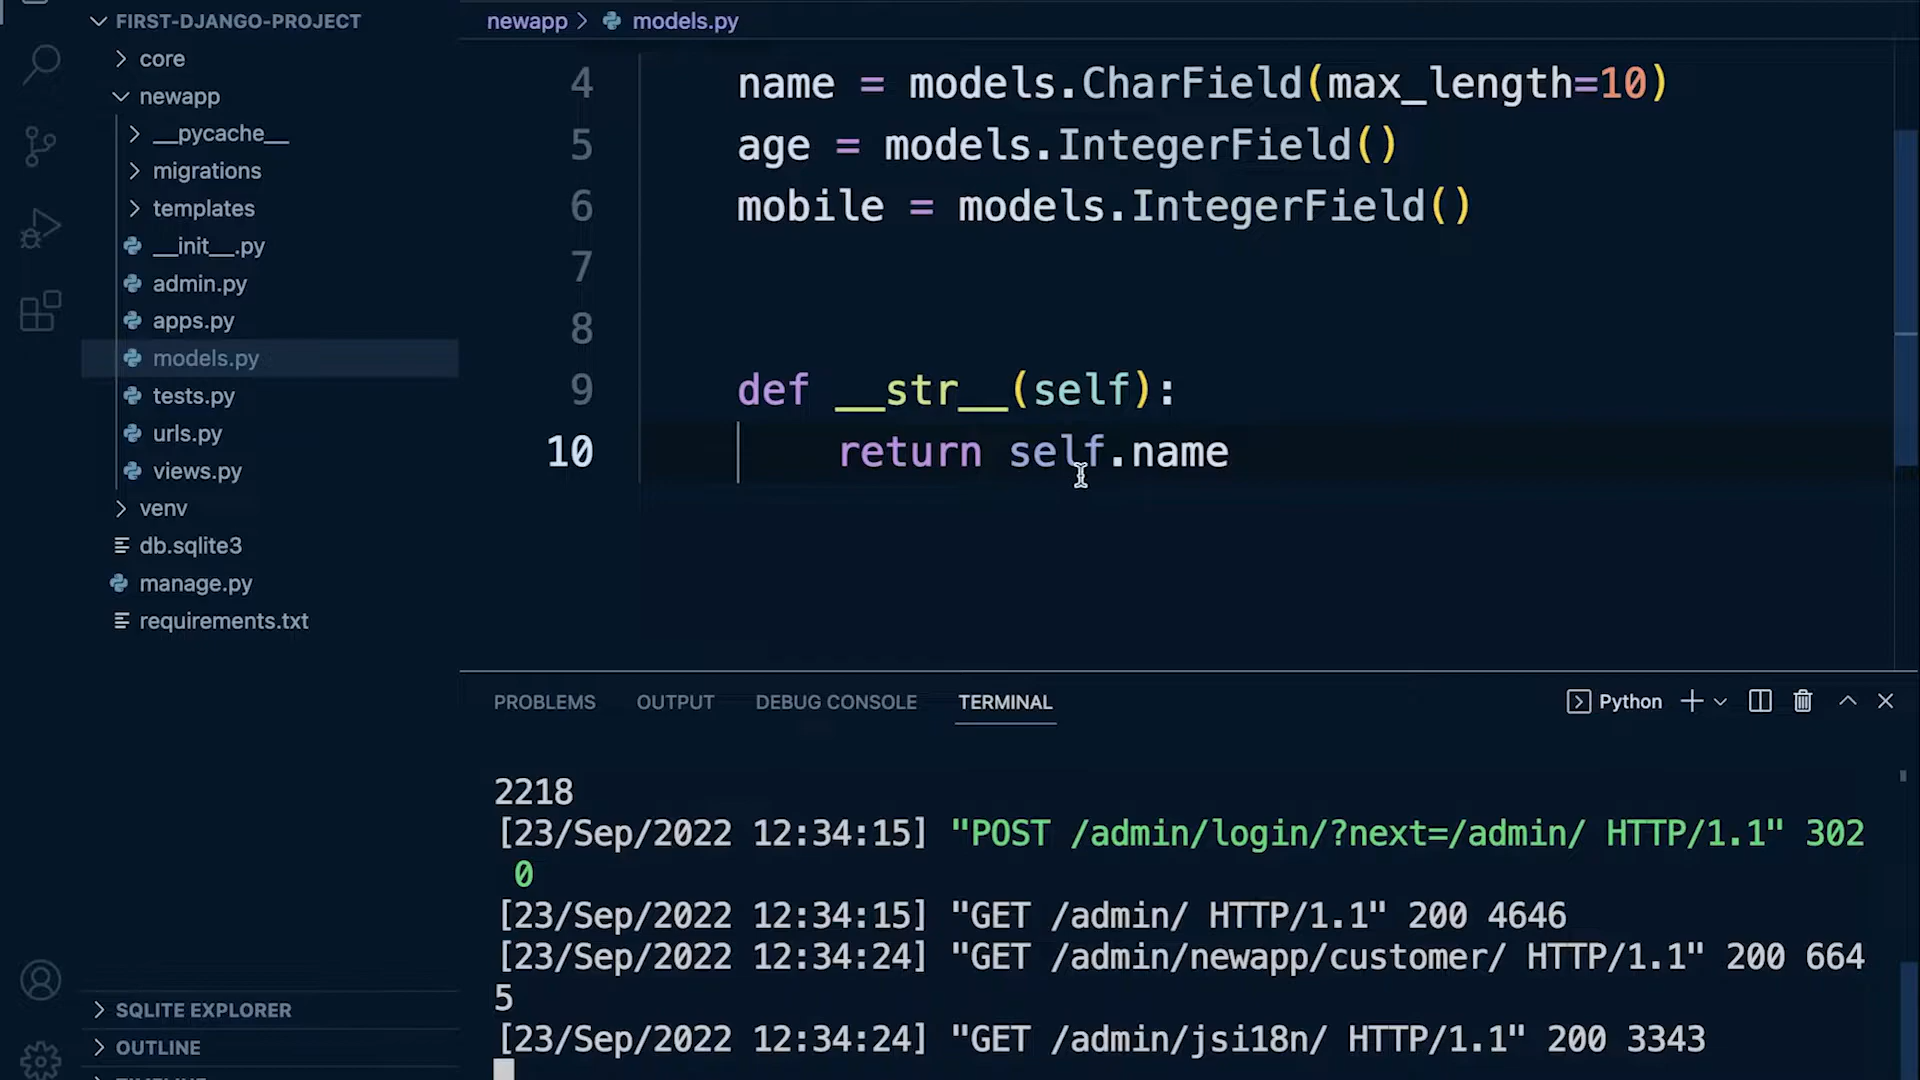 FIRST-DJANGO-PROJECT
core
newapp
__pycache__
migrations
templates
__init__.py
admin.py
apps.py
models.py
tests.py
urls.py
views.py
venv
db.sqlite3
manage.py
requirements.txt
SQLITE EXPLORER
OUTLINE
newapp > models.py
4 name = models.CharField(max_length=10)
5 age = models.IntegerField()
6 mobile = models.IntegerField()
7
8
9 def __str__(self):
10 return self.name
PROBLEMS OUTPUT DEBUG CONSOLE TERMINAL Python
2218
[23/Sep/2022 12:34:15] "POST /admin/login/?next=/admin/ HTTP/1.1" 302
0
[23/Sep/2022 12:34:15] "GET /admin/ HTTP/1.1" 200 4646
[23/Sep/2022 12:34:24] "GET /admin/newapp/customer/ HTTP/1.1" 200 664
5
[23/Sep/2022 12:34:24] "GET /admin/jsi18n/ HTTP/1.1" 200 3343